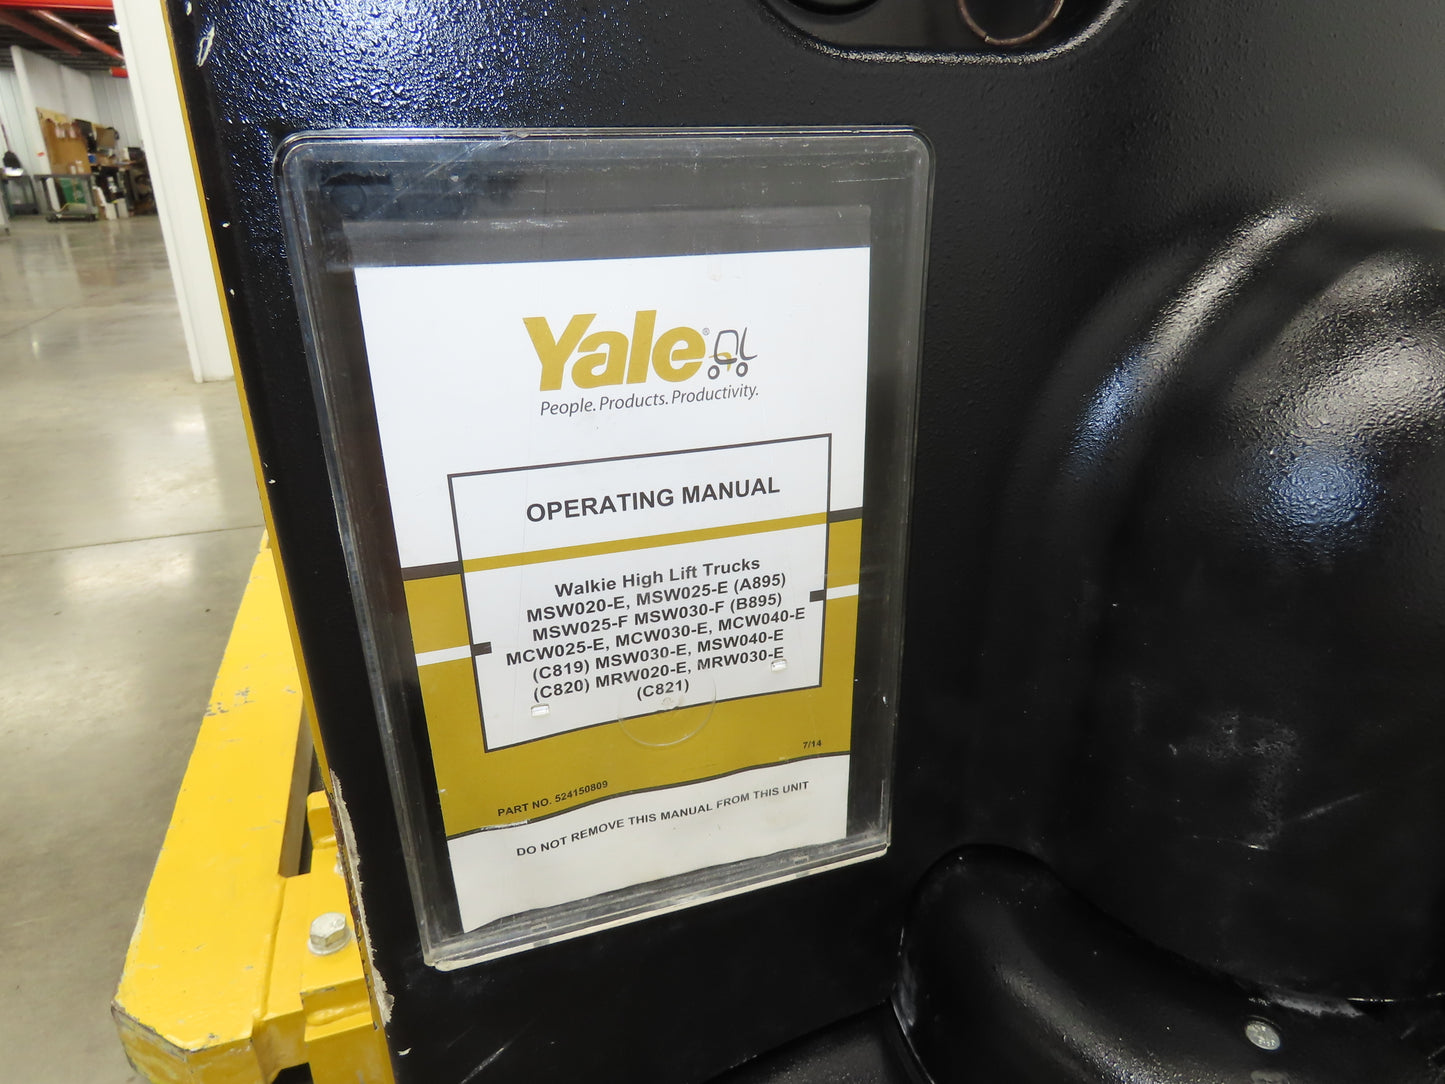 Yale®
People. Products. Productivity.
OPERATING MANUAL
Walkie High Lift Trucks
MSW020-E, MSW025-E (A895)
MSW025-F MSW030-F (B895)
MCW025-E, MCW030-E, MCW040-E
(C819) MSW030-E, MSW040-E
(C820) MRW020-E, MRW030-E
(C821)
7/14
PART NO. 524150809
DO NOT REMOVE THIS MANUAL FROM THIS UNIT